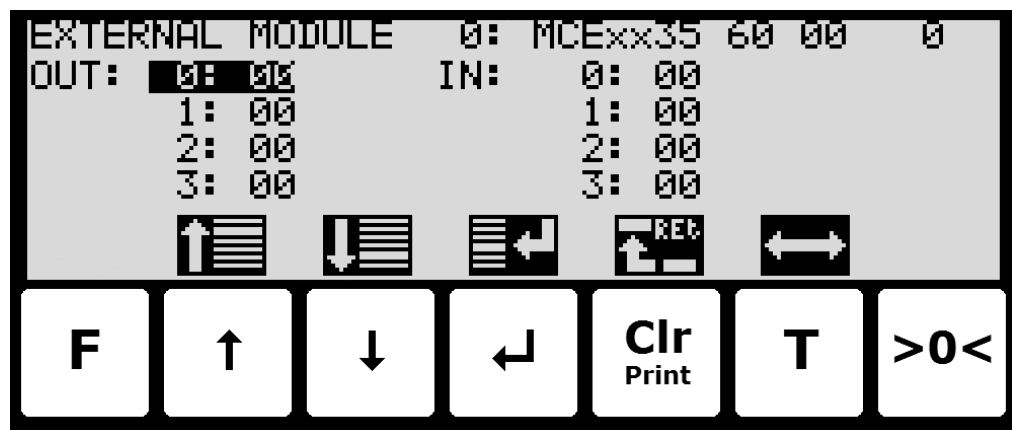 EXTERNAL MODULE 0: MCExx35 60 00 0
OUT: 0: 00 IN: 0: 00
1: 00 1: 00
2: 00 2: 00
3: 00 3: 00
RET
F ↑ ↓ ↵ Clr Print T >0<